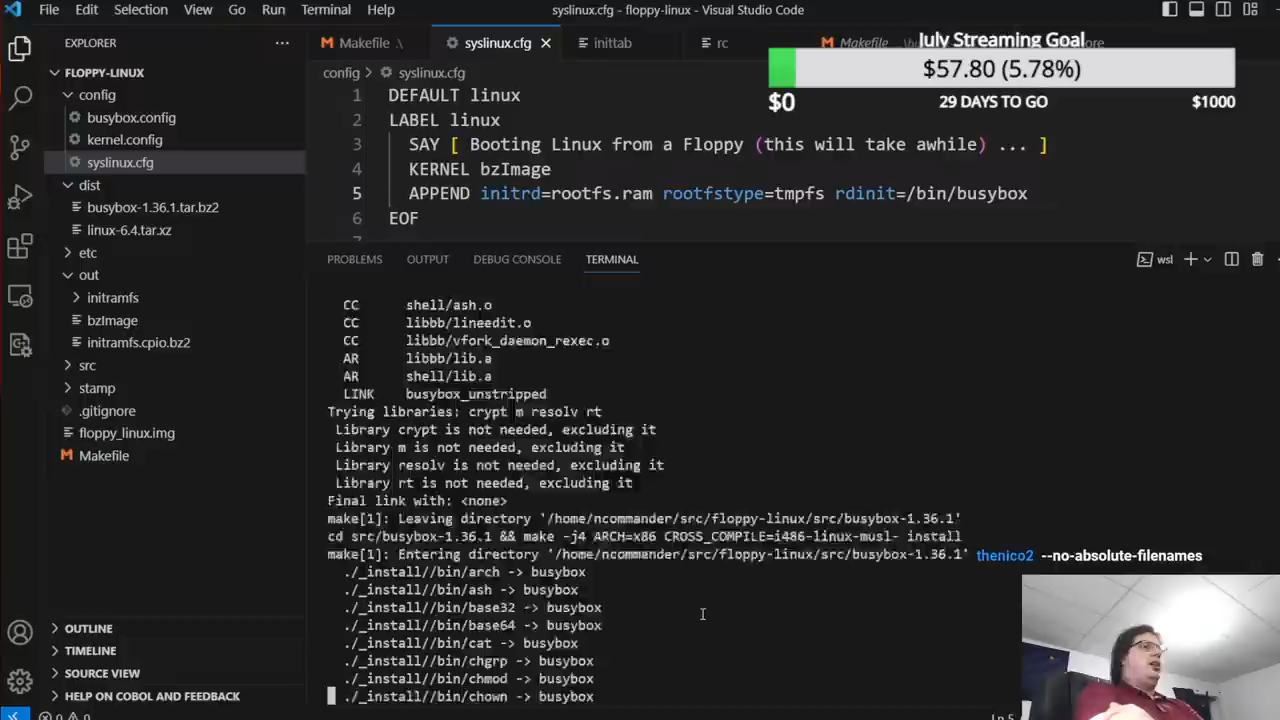 File Edit Selection View Go Run Terminal Help
syslinux.cfg - floppy-linux - Visual Studio Code
EXPLORER
FLOPPY-LINUX
config
busybox.config
kernel.config
syslinux.cfg
dist
busybox-1.36.1.tar.bz2
linux-6.4.tar.xz
etc
out
initramfs
bzImage
initramfs.cpio.bz2
src
stamp
.gitignore
floppy_linux.img
Makefile
OUTLINE
TIMELINE
SOURCE VIEW
HELP ON COBOL AND FEEDBACK
Makefile .\
syslinux.cfg
inittab
rc
Makefile
July Streaming Goal
$57.80 (5.78%)
$0
29 DAYS TO GO
$1000
config > syslinux.cfg
1 DEFAULT linux
2 LABEL linux
3 SAY [ Booting Linux from a Floppy (this will take awhile) ... ]
4 KERNEL bzImage
5 APPEND initrd=rootfs.ram rootfstype=tmpfs rdinit=/bin/busybox
6 EOF
7
PROBLEMS OUTPUT DEBUG CONSOLE TERMINAL
wsl
CC shell/ash.o
CC libbb/lineedit.o
CC libbb/vfork_daemon_rexec.o
AR libbb/lib.a
AR shell/lib.a
LINK busybox_unstripped
Trying libraries: crypt m resolv rt
Library crypt is not needed, excluding it
Library m is not needed, excluding it
Library resolv is not needed, excluding it
Library rt is not needed, excluding it
Final link with: <none>
make[1]: Leaving directory '/home/ncommander/src/floppy-linux/src/busybox-1.36.1'
cd src/busybox-1.36.1 && make -j4 ARCH=x86 CROSS_COMPILE=i486-linux-musl- install
make[1]: Entering directory '/home/ncommander/src/floppy-linux/src/busybox-1.36.1'
./_install//bin/arch -> busybox
./_install//bin/ash -> busybox
./_install//bin/base32 -> busybox
./_install//bin/base64 -> busybox
./_install//bin/cat -> busybox
./_install//bin/chgrp -> busybox
./_install//bin/chmod -> busybox
./_install//bin/chown -> busybox
thenico2 --no-absolute-filenames